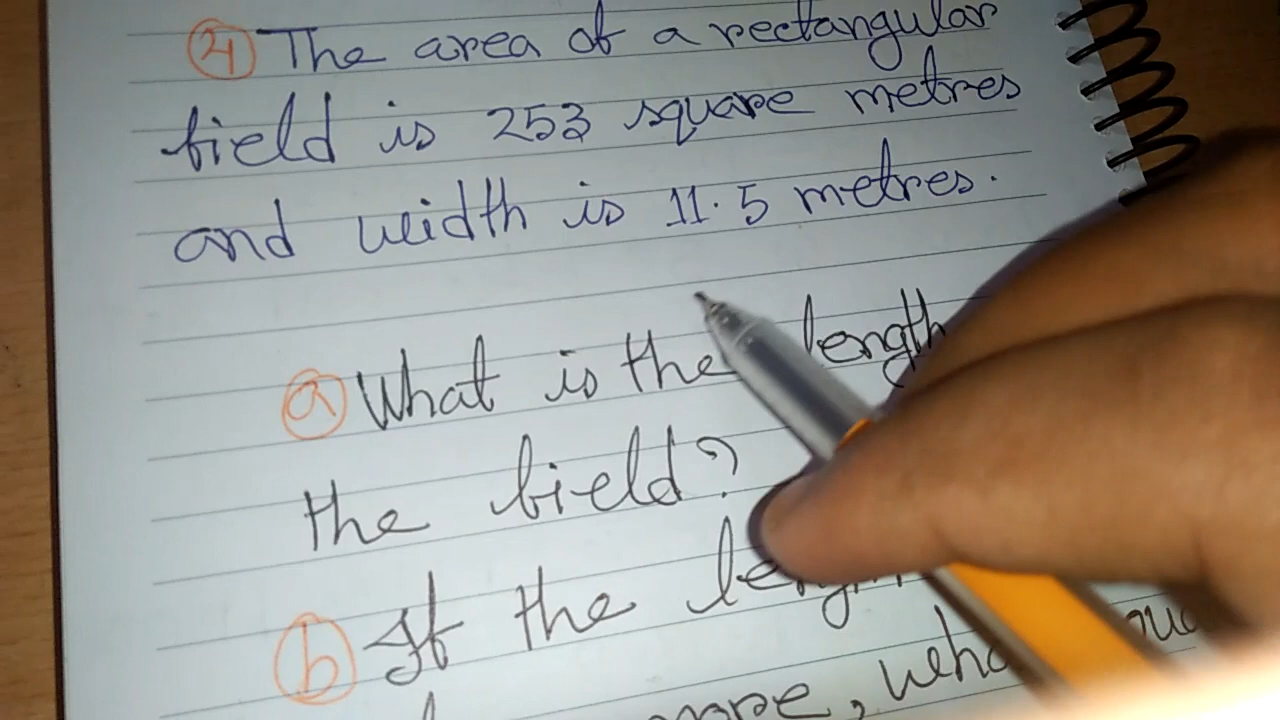 4 The area of a rectangular
field is 253 square metres
and width is 11.5 metres.
a What is the length
the field?
b If the